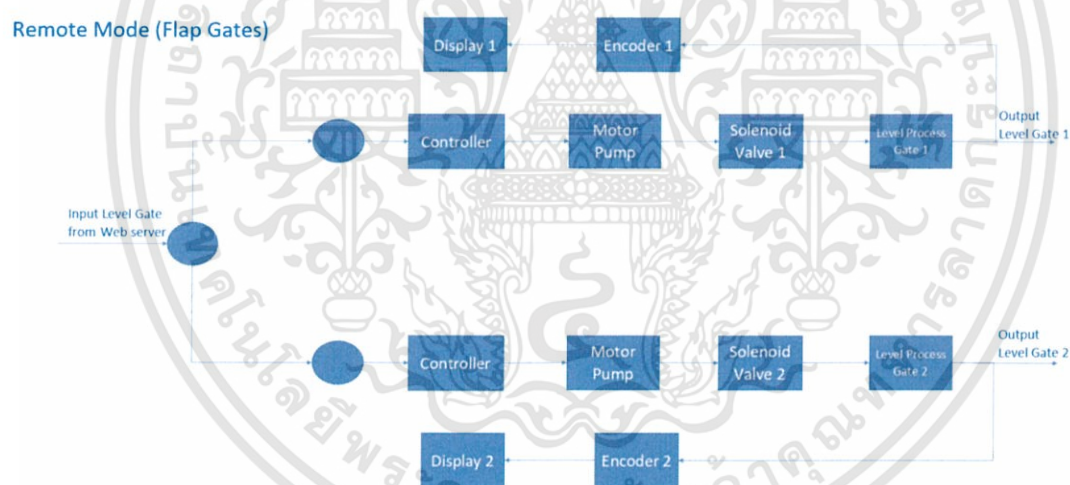 Remote Mode (Flap Gates)
Display 1
Encoder 1
Controller
Motor
Pump
Solenoid
Valve 1
Level Process
Gate 1
Output
Level Gate 1
Input Level Gate
from Web server
Controller
Motor
Pump
Solenoid
Valve 2
Level Process
Gate 2
Output
Level Gate 2
Display 2
Encoder 2